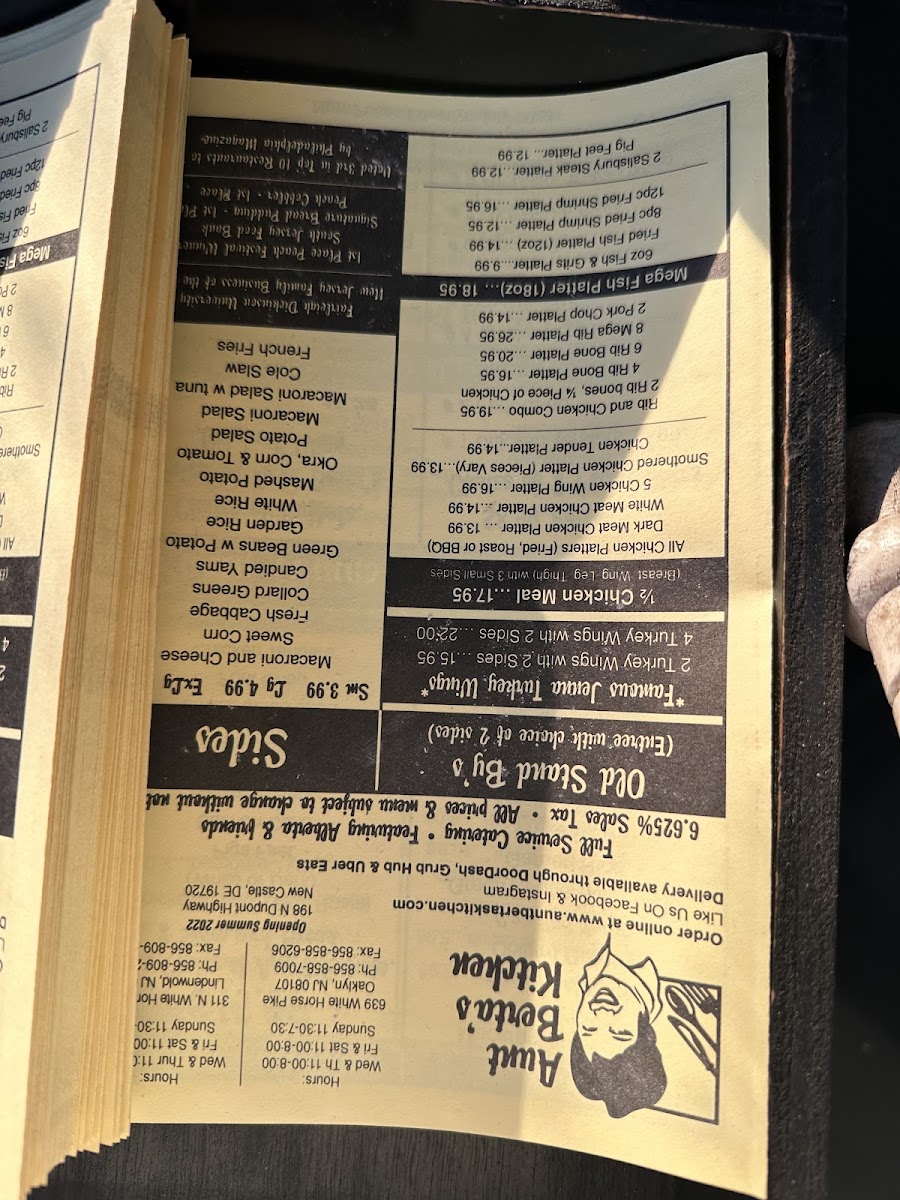 Aunt
Berta's
Kitchen
Hours:
Wed & Th 11:00-8:00
Fri & Sat 11:00-8:00
Sunday 11:30-7:30
639 White Horse Pike
Oaklyn, NJ 08107
Ph: 856-858-7009
Fax: 856-858-6206
Hours:
Wed & Thur 11:0
Fri & Sat 11:00
Sunday 11:30-
311 N. White Hor
Lindenwold, NJ
Ph: 856-809-
Fax: 856-809-
Opening Summer 2022
198 N Dupont Highway
New Castle, DE 19720
Order online at www.auntbertaskitchen.com
Like Us On Facebook & Instagram
Delivery available through DoorDash, Grub Hub & Uber Eats
Full Service Catering • Featuring Alberta & friends
6.625% Sales Tax • All prices & menu subject to change without not
Old Stand By's
(Entree with choice of 2 sides)
*Famous Jenna Turkey Wings*
2 Turkey Wings with 2 Sides ...15.95
4 Turkey Wings with 2 Sides ...22.00
½ Chicken Meal ...17.95
(Breast Wing Leg Thigh) with 3 Small Sides
All Chicken Platters (Fried, Roast or BBQ)
Dark Meat Chicken Platter ... 13.99
White Meat Chicken Platter ...14.99
5 Chicken Wing Platter ...16.99
Smothered Chicken Platter (Pieces) Vary)...13.99
Chicken Tender Platter...14.99
Rib and Chicken Combo ...19.95
2 Rib bones, ¼ Piece of Chicken
4 Rib Bone Platter ...16.95
6 Rib Bone Platter ...20.95
8 Mega Rib Platter ...26.95
2 Pork Chop Platter ...14.99
Mega Fish Platter (18oz)... 18.95
6oz Fish & Grits Platter....9.99
Fried Fish Platter (12oz) ...14.99
8pc Fried Shrimp Platter ...12.95
12pc Fried Shrimp Platter ...16.95
2 Salisbury Steak Platter...12.99
Pig Feet Platter... 12.99
Sides
Sm 3.99 Lg 4.99 ExLg
Macaroni and Cheese
Sweet Corn
Fresh Cabbage
Collard Greens
Candied Yams
Green Beans w Potato
Garden Rice
White Rice
Mashed Potato
Okra, Corn & Tomato
Potato Salad
Macaroni Salad
Macaroni Salad w tuna
Cole Slaw
French Fries
Fairleigh Dickinson University
New Jersey Family Business of the
1st Place Peach Festival Winner
South Jersey Food Bank
Signature Bread Pudding - 1st Pl
Peach Cobbler - 1st Place
Voted 3rd in Top 10 Restaurants to
by Philadelphia Magazine